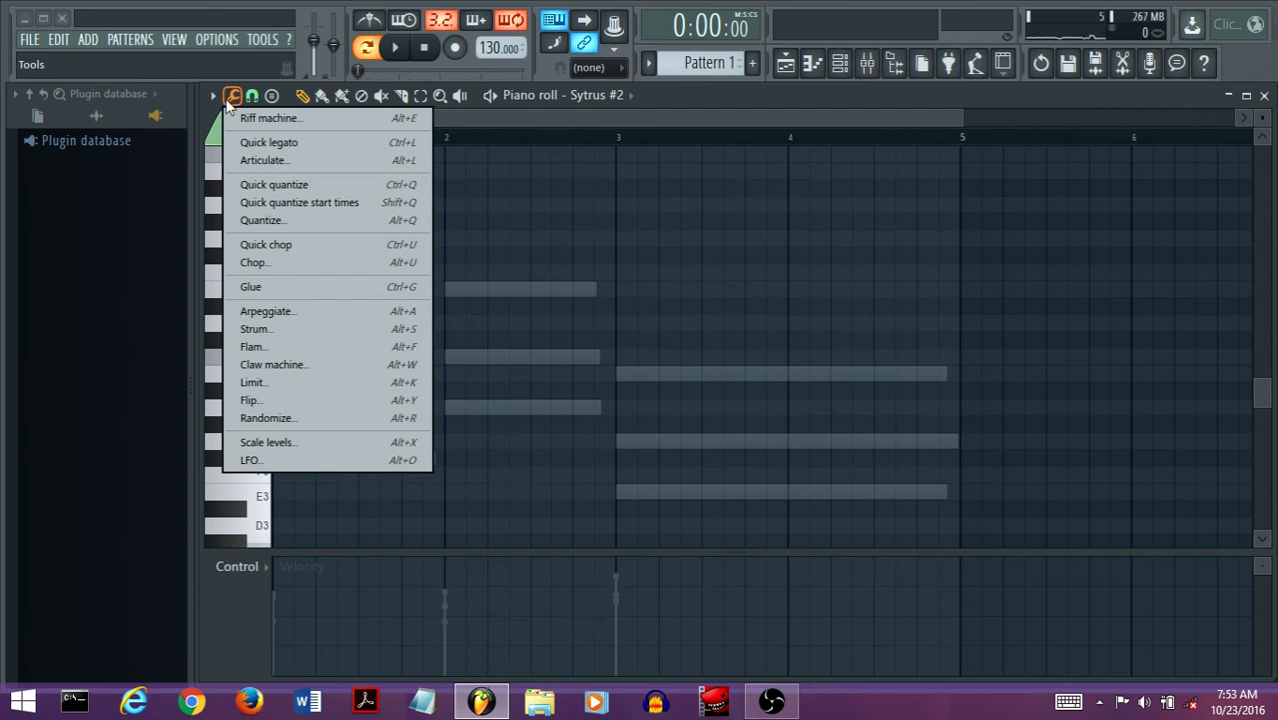 FILE EDIT ADD PATTERNS VIEW OPTIONS TOOLS ?
Tools
3.2
130.000
(none)
0:00:00
M:S:CS
Pattern 1
5
267 MB
0
Clic...
Plugin database
Plugin database
Piano roll - Sytrus #2
Riff machine... Alt+E
Quick legato Ctrl+L
Articulate... Alt+L
Quick quantize Ctrl+Q
Quick quantize start times Shift+Q
Quantize... Alt+Q
Quick chop Ctrl+U
Chop... Alt+U
Glue Ctrl+G
Arpeggiate... Alt+A
Strum... Alt+S
Flam... Alt+F
Claw machine... Alt+W
Limit... Alt+K
Flip... Alt+Y
Randomize... Alt+R
Scale levels... Alt+X
LFO... Alt+O
2 3 4 5 6
E3
D3
Control
Velocity
7:53 AM
10/23/2016